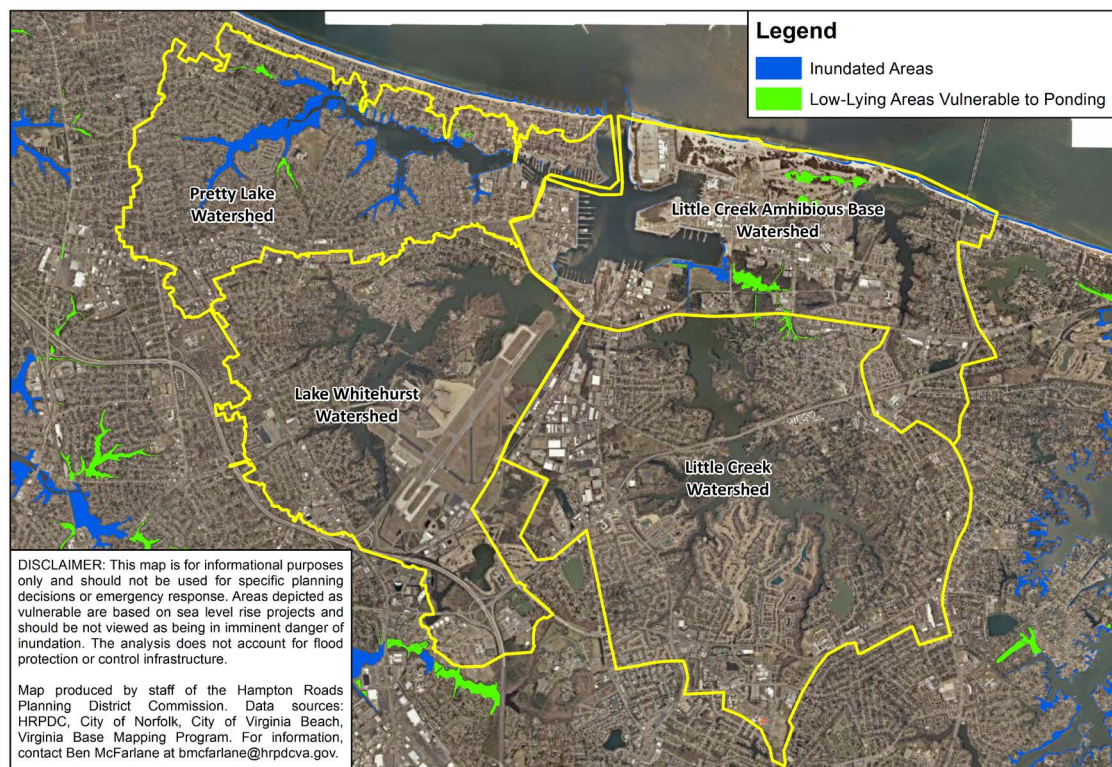 Legend
Inundated Areas
Low-Lying Areas Vulnerable to Ponding
Pretty Lake
Watershed
Little Creek Amhibious Base
Watershed
Lake Whitehurst
Watershed
Little Creek
Watershed
DISCLAIMER: This map is for informational purposes
only and should not be used for specific planning
decisions or emergency response. Areas depicted as
vulnerable are based on sea level rise projects and
should be not viewed as being in imminent danger of
inundation. The analysis does not account for flood
protection or control infrastructure.
Map produced by staff of the Hampton Roads
Planning District Commission. Data sources:
HRPDC, City of Norfolk, City of Virginia Beach,
Virginia Base Mapping Program. For information,
contact Ben McFarlane at bmcfarlane@hrpdcva.gov.